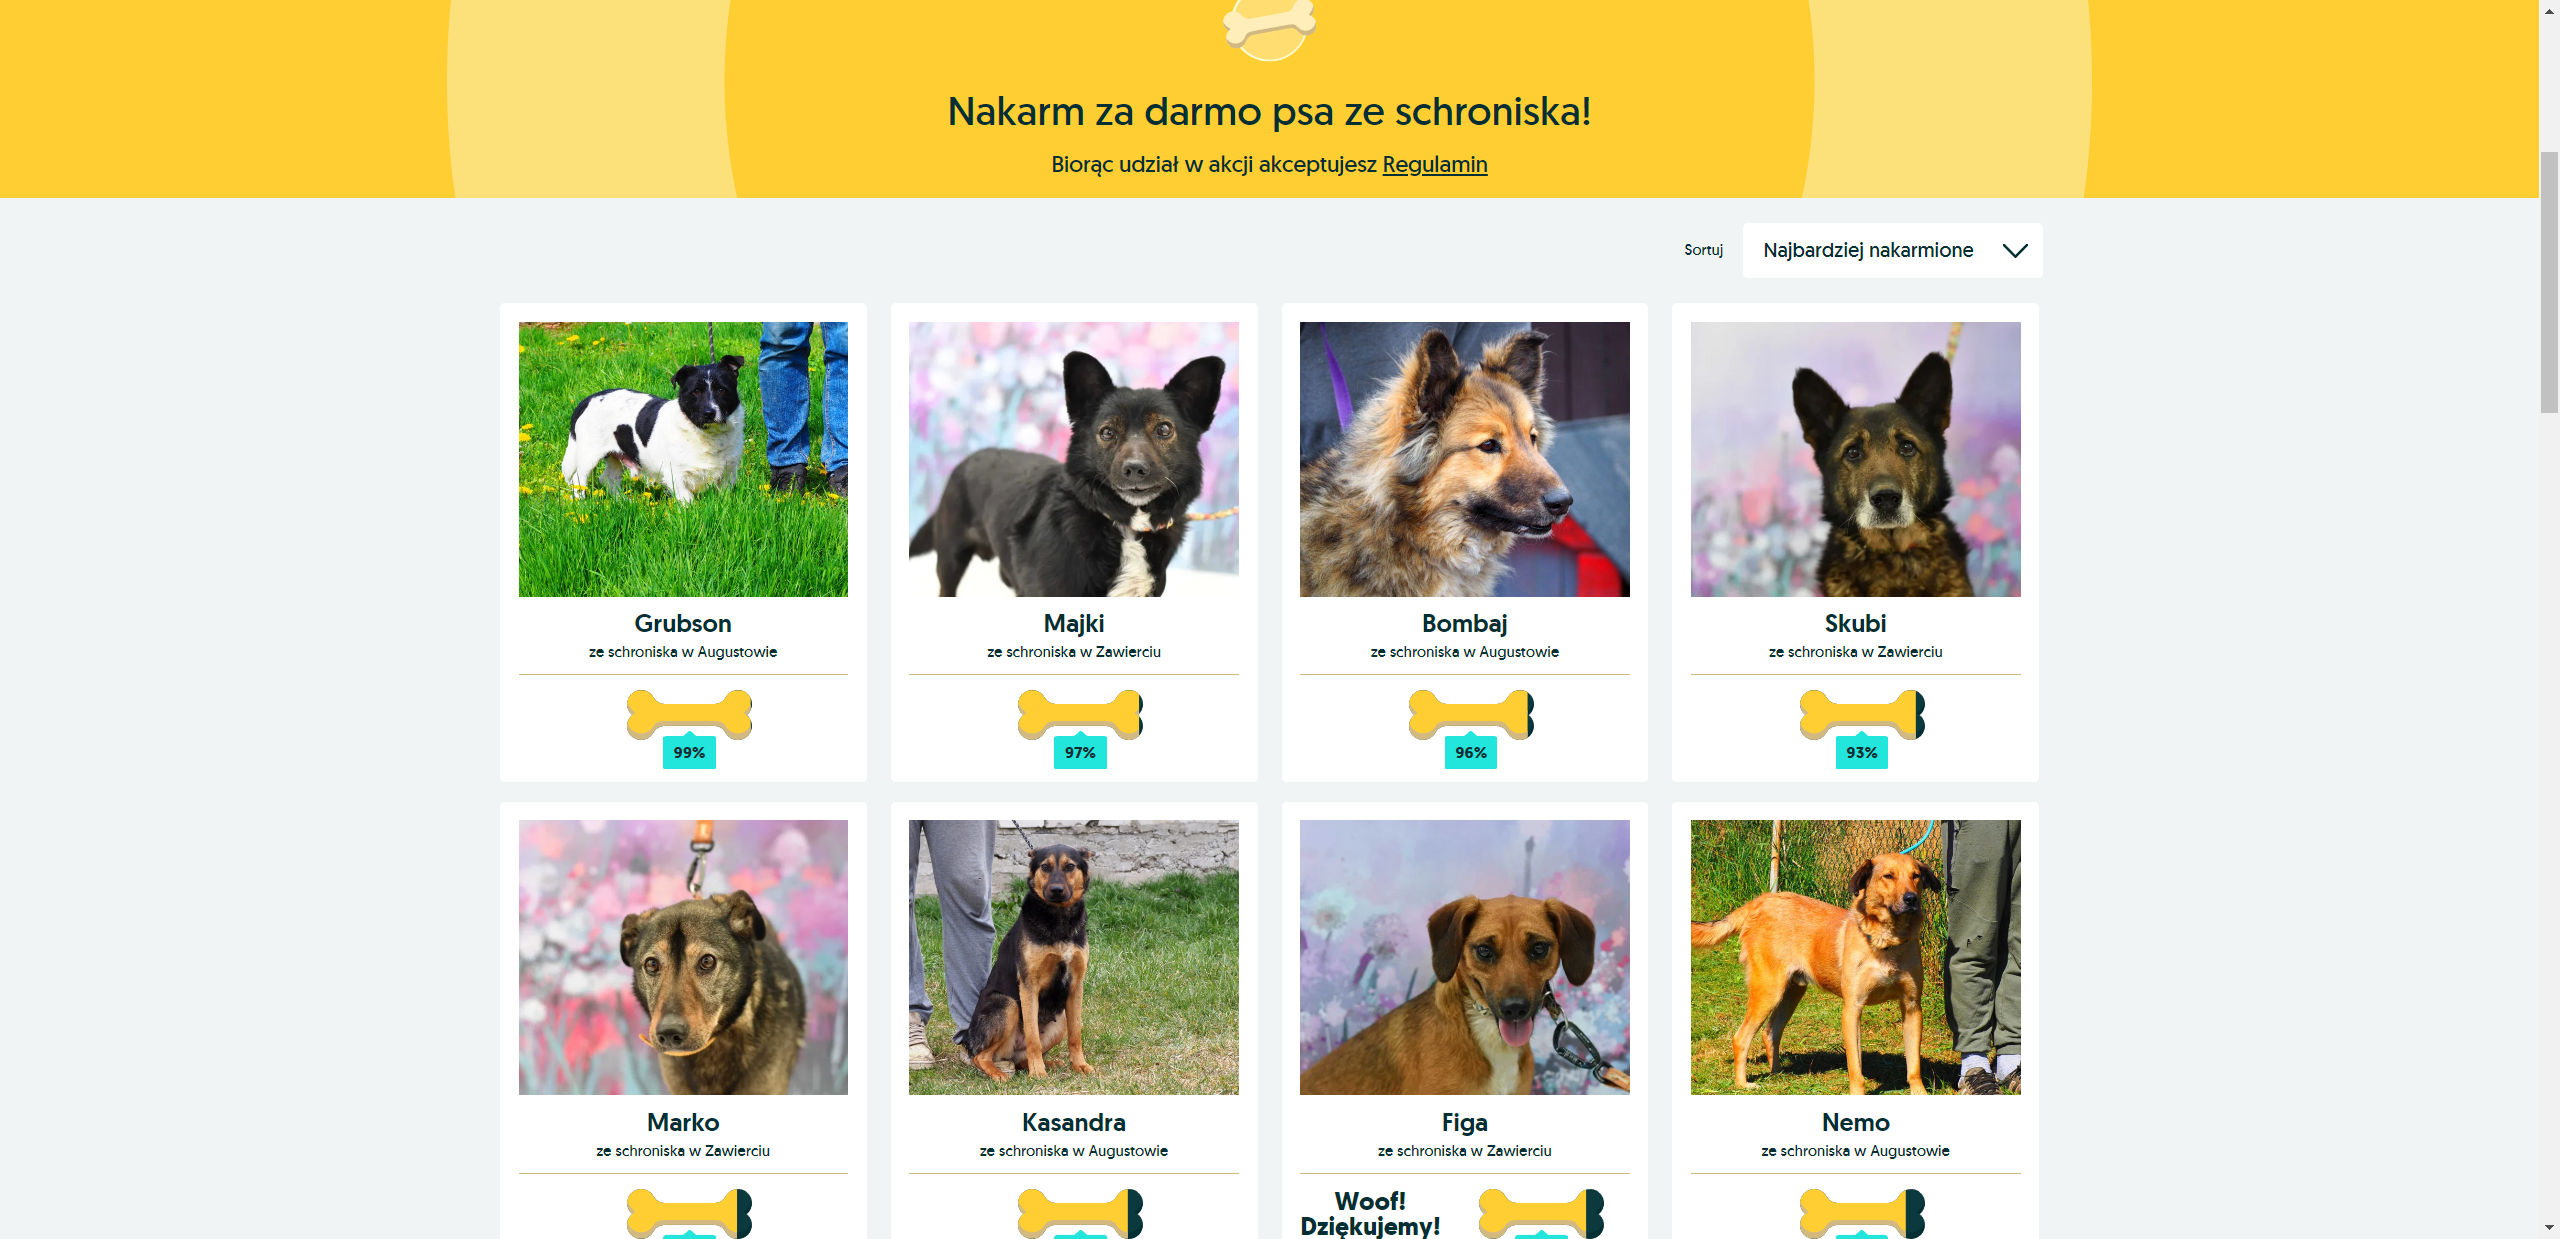 Nakarm za darmo psa ze schroniska!
Biorąc udział w akcji akceptujesz Regulamin
Sortuj
Najbardziej nakarmione
Grubson
ze schroniska w Augustowie
99%
Majki
ze schroniska w Zawierciu
97%
Bombaj
ze schroniska w Augustowie
96%
Skubi
ze schroniska w Zawierciu
93%
Marko
ze schroniska w Zawierciu
Kasandra
ze schroniska w Augustowie
Figa
ze schroniska w Zawierciu
Woof!
Dziękujemy!
Nemo
ze schroniska w Augustowie